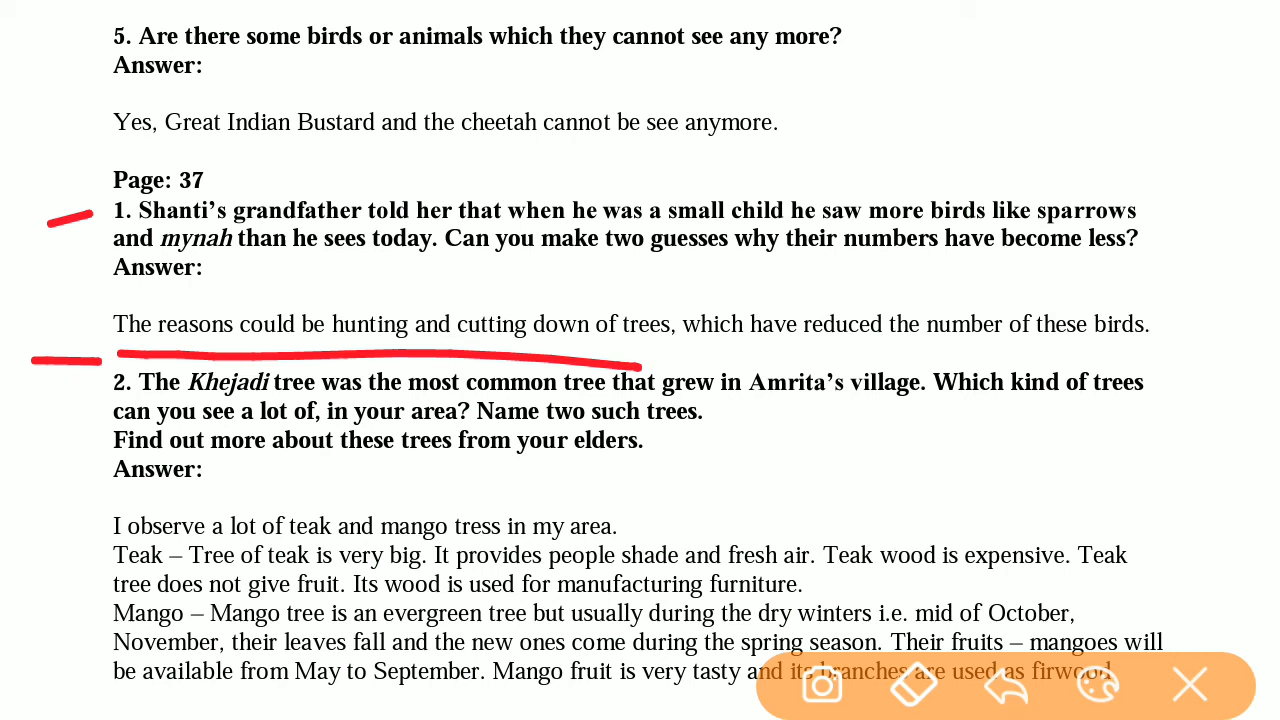 5. Are there some birds or animals which they cannot see any more?
Answer:
Yes, Great Indian Bustard and the cheetah cannot be see anymore.
Page: 37
1. Shanti’s grandfather told her that when he was a small child he saw more birds like sparrows
and mynah than he sees today. Can you make two guesses why their numbers have become less?
Answer:
The reasons could be hunting and cutting down of trees, which have reduced the number of these birds.
2. The Khejadi tree was the most common tree that grew in Amrita’s village. Which kind of trees
can you see a lot of, in your area? Name two such trees.
Find out more about these trees from your elders.
Answer:
I observe a lot of teak and mango tress in my area.
Teak – Tree of teak is very big. It provides people shade and fresh air. Teak wood is expensive. Teak
tree does not give fruit. Its wood is used for manufacturing furniture.
Mango – Mango tree is an evergreen tree but usually during the dry winters i.e. mid of October,
November, their leaves fall and the new ones come during the spring season. Their fruits – mangoes will
be available from May to September. Mango fruit is very tasty and its branches are used as firwood